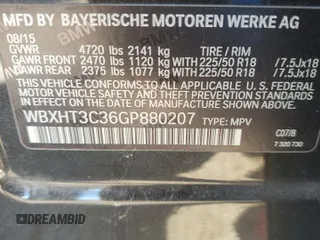 MFD BY BAYERISCHE MOTOREN WERKE AG
08/15
GVWR 4720 lbs 2141 kg TIRE / RIM
GAWR FRONT 2470 lbs 1120 kg 225/50 R18 /7.5Jx18
GAWR REAR 2375 lbs 1077 kg 225/50 R18 /7.5Jx18
THIS VEHICLE CONFORMS TO ALL APPLICABLE U.S. FEDERAL
MOTOR VEHICLE SAFETY, BUMPER, AND THEFT PREVENTION
STANDARDS IN EFFECT ON THE DATE OF MANUFACTURE SHOWN ABOVE.
WBXHT3C36GP880207 TYPE: MPV
C07/8
7 320 730
DREAMBID